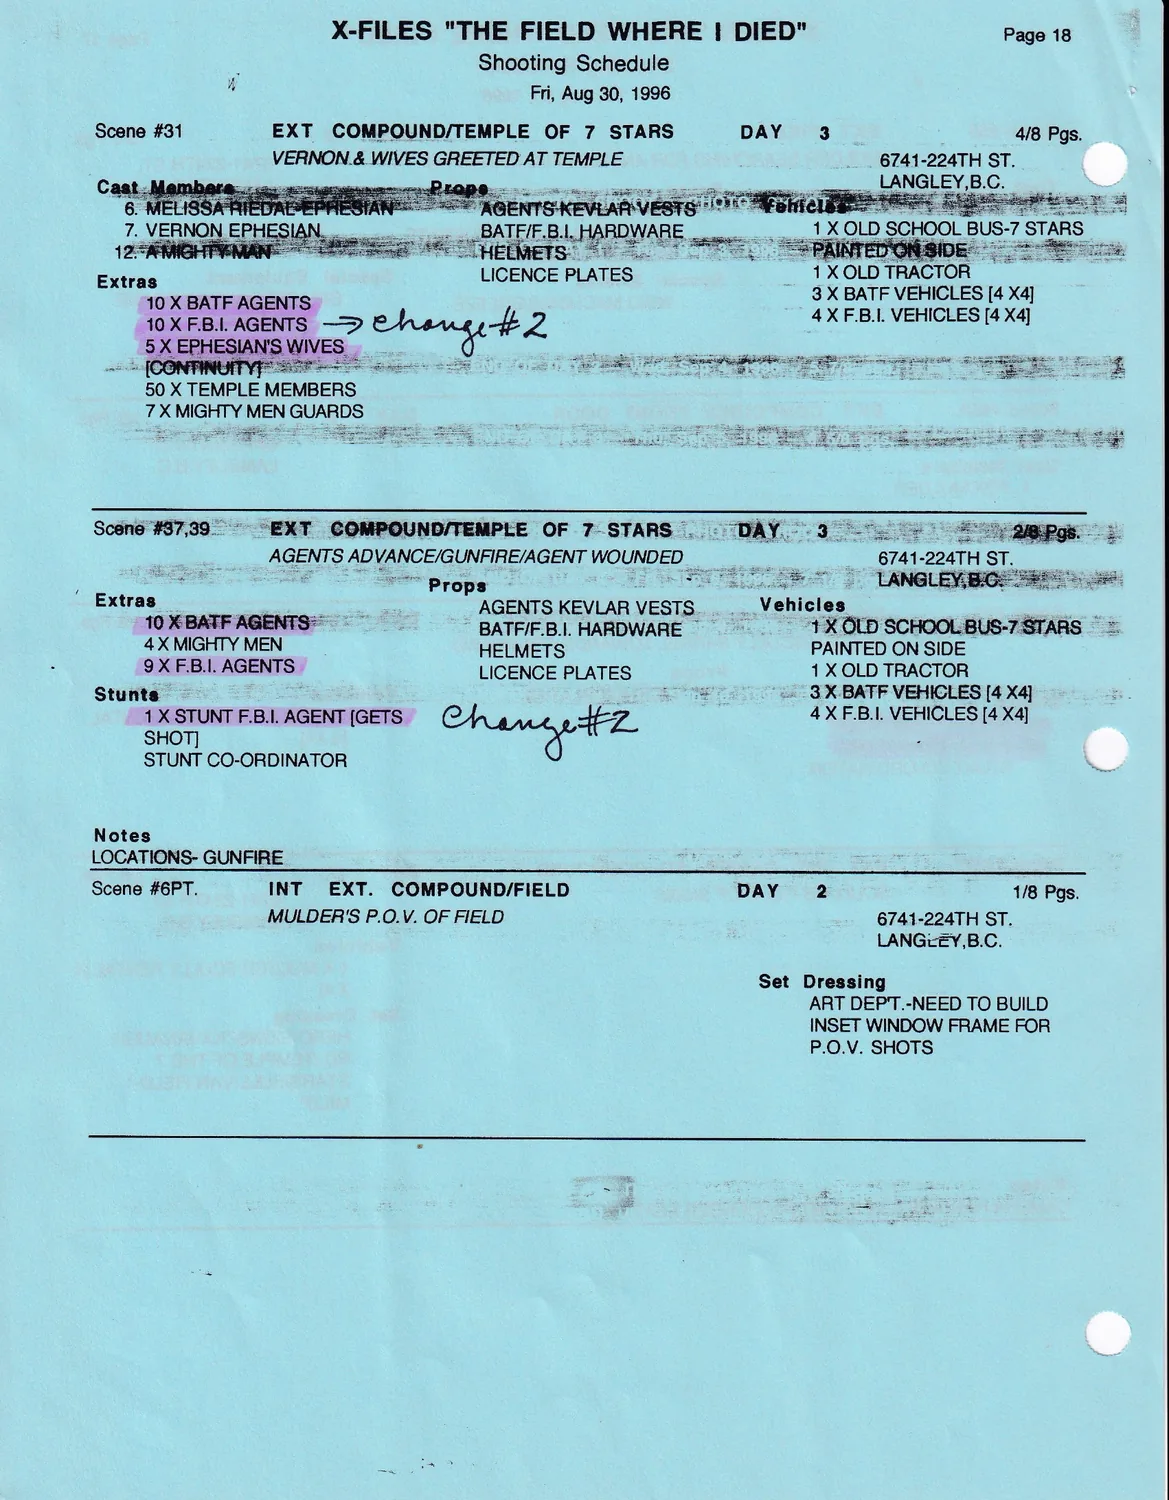 X-FILES "THE FIELD WHERE I DIED"
Page 18
Shooting Schedule
Fri, Aug 30, 1996
Scene #31 EXT COMPOUND/TEMPLE OF 7 STARS DAY 3 4/8 Pgs.
VERNON & WIVES GREETED AT TEMPLE
6741-224TH ST.
LANGLEY,B.C.
Cast Members
6. MELISSA RIEDAL-EPHESIAN
7. VERNON EPHESIAN
12. A MIGHTY MAN
Props
AGENTS KEVLAR VESTS
BATF/F.B.I. HARDWARE
HELMETS
LICENCE PLATES
Vehicles
1 X OLD SCHOOL BUS-7 STARS
PAINTED ON SIDE
1 X OLD TRACTOR
3 X BATF VEHICLES [4 X4]
4 X F.B.I. VEHICLES [4 X4]
Extras
10 X BATF AGENTS
10 X F.B.I. AGENTS → change #2
5 X EPHESIAN'S WIVES
[CONTINUITY]
50 X TEMPLE MEMBERS
7 X MIGHTY MEN GUARDS
Scene #37,39 EXT COMPOUND/TEMPLE OF 7 STARS DAY 3 2/8 Pgs.
AGENTS ADVANCE/GUNFIRE/AGENT WOUNDED
6741-224TH ST.
LANGLEY,B.C.
Extras
10 X BATF AGENTS
4 X MIGHTY MEN
9 X F.B.I. AGENTS
Props
AGENTS KEVLAR VESTS
BATF/F.B.I. HARDWARE
HELMETS
LICENCE PLATES
Vehicles
1 X OLD SCHOOL BUS-7 STARS
PAINTED ON SIDE
1 X OLD TRACTOR
3 X BATF VEHICLES [4 X4]
4 X F.B.I. VEHICLES [4 X4]
Stunts
1 X STUNT F.B.I. AGENT [GETS
SHOT]
STUNT CO-ORDINATOR
Change #2
Notes
LOCATIONS- GUNFIRE
Scene #6PT. INT EXT. COMPOUND/FIELD DAY 2 1/8 Pgs.
MULDER'S P.O.V. OF FIELD
6741-224TH ST.
LANGLEY,B.C.
Set Dressing
ART DEPT.-NEED TO BUILD
INSET WINDOW FRAME FOR
P.O.V. SHOTS